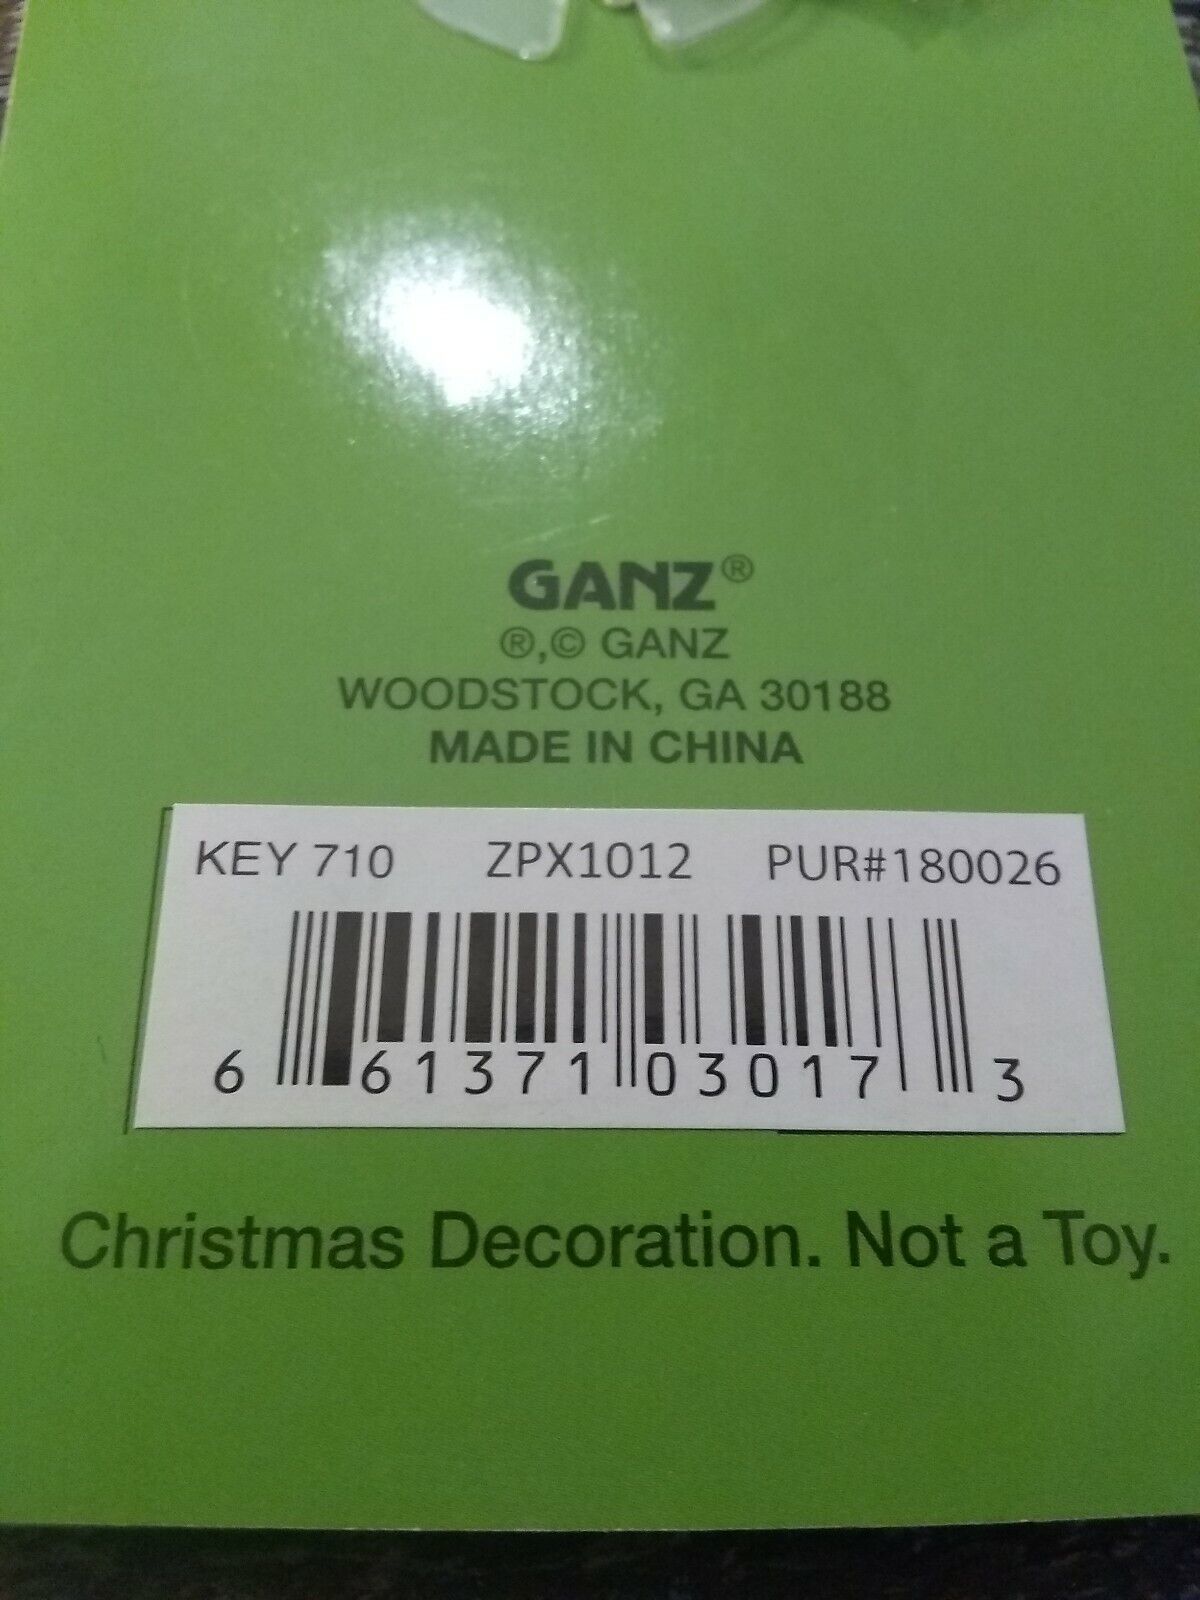 GANZ®
®,© GANZ
WOODSTOCK, GA 30188
MADE IN CHINA
KEY 710 ZPX1012 PUR#180026
6 61371 03017 3
Christmas Decoration. Not a Toy.